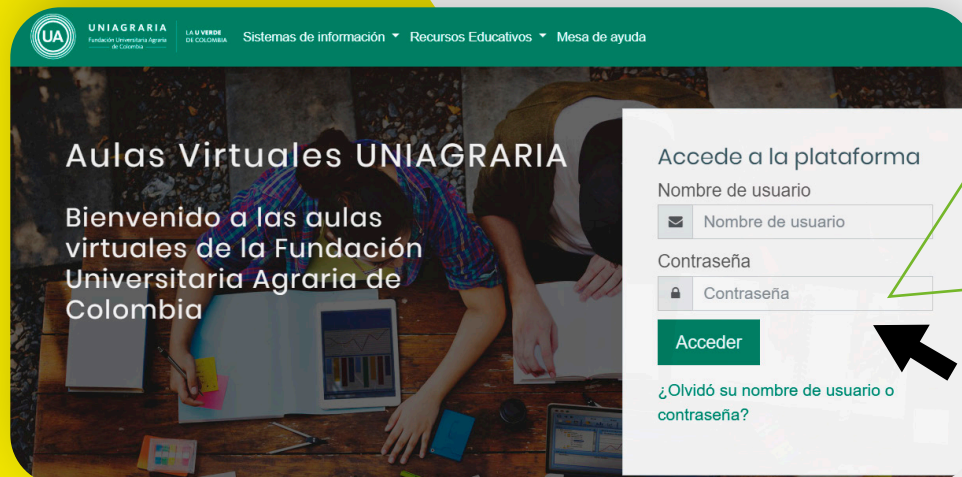 UA
UNIAGRARIA
Fundación Universitaria Agraria
de Colombia
LA U VERDE
DE COLOMBIA
Sistemas de información
Recursos Educativos
Mesa de ayuda
Aulas Virtuales UNIAGRARIA
Bienvenido a las aulas
virtuales de la Fundación
Universitaria Agraria de
Colombia
Accede a la plataforma
Nombre de usuario
Nombre de usuario
Contraseña
Contraseña
Acceder
¿Olvidó su nombre de usuario o
contraseña?